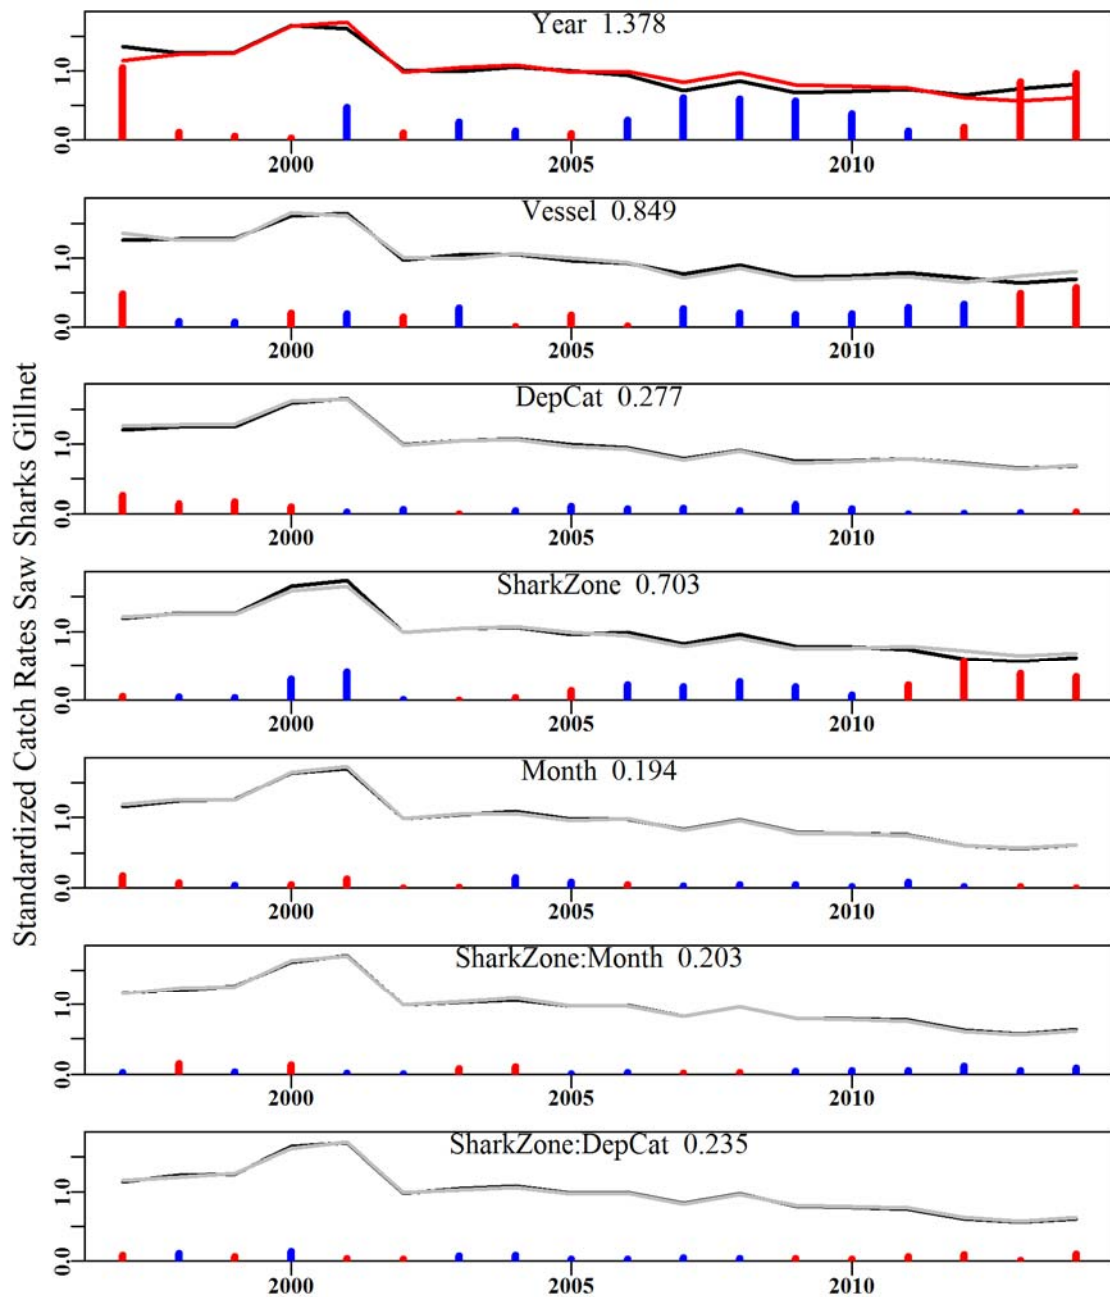 Standardized Catch Rates Saw Sharks Gillnet
Year 1.378
1.0
0.0
2000 2005 2010
Vessel 0.849
1.0
0.0
2000 2005 2010
DepCat 0.277
1.0
0.0
2000 2005 2010
SharkZone 0.703
1.0
0.0
2000 2005 2010
Month 0.194
1.0
0.0
2000 2005 2010
SharkZone:Month 0.203
1.0
0.0
2000 2005 2010
SharkZone:DepCat 0.235
1.0
0.0
2000 2005 2010